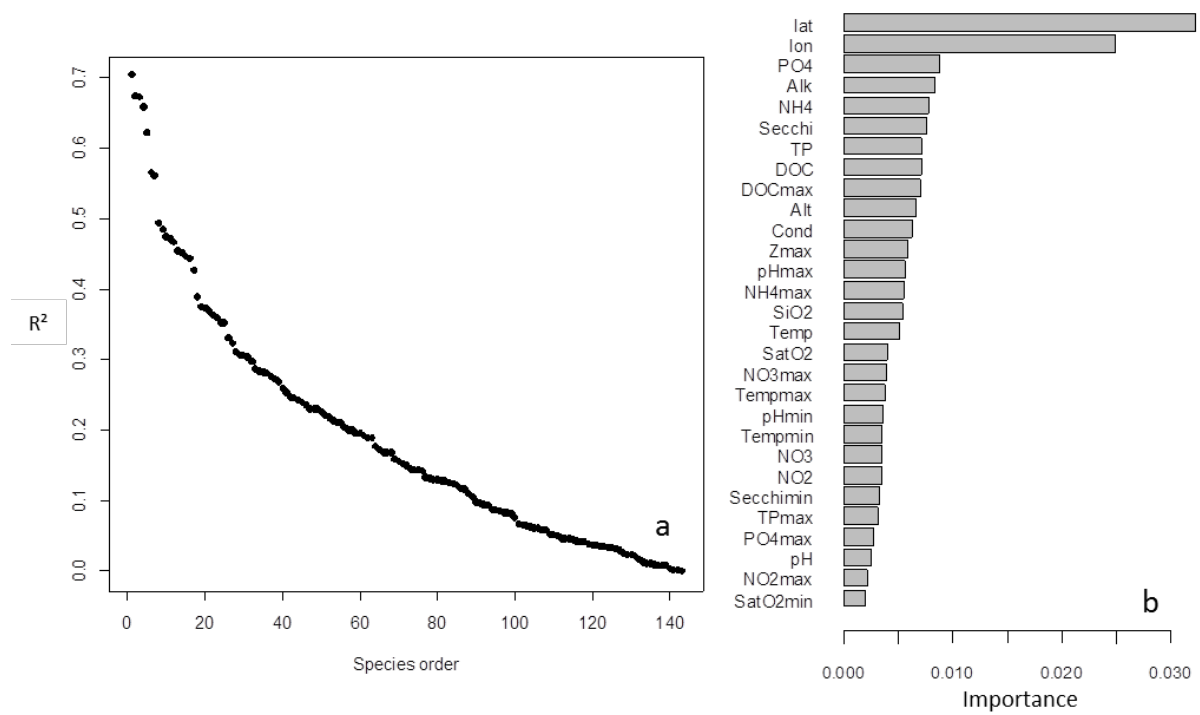 0.7
0.6
0.5
0.4
0.3
0.2
0.1
0.0
R²
a
0 20 40 60 80 100 120 140
Species order
lat
lon
PO4
Alk
NH4
Secchi
TP
DOC
DOCmax
Alt
Cond
Zmax
pHmax
NH4max
SiO2
Temp
SatO2
NO3max
Tempmax
pHmin
Tempmin
NO3
NO2
Secchimin
TPmax
PO4max
pH
NO2max
SatO2min
b
0.000 0.010 0.020 0.030
Importance